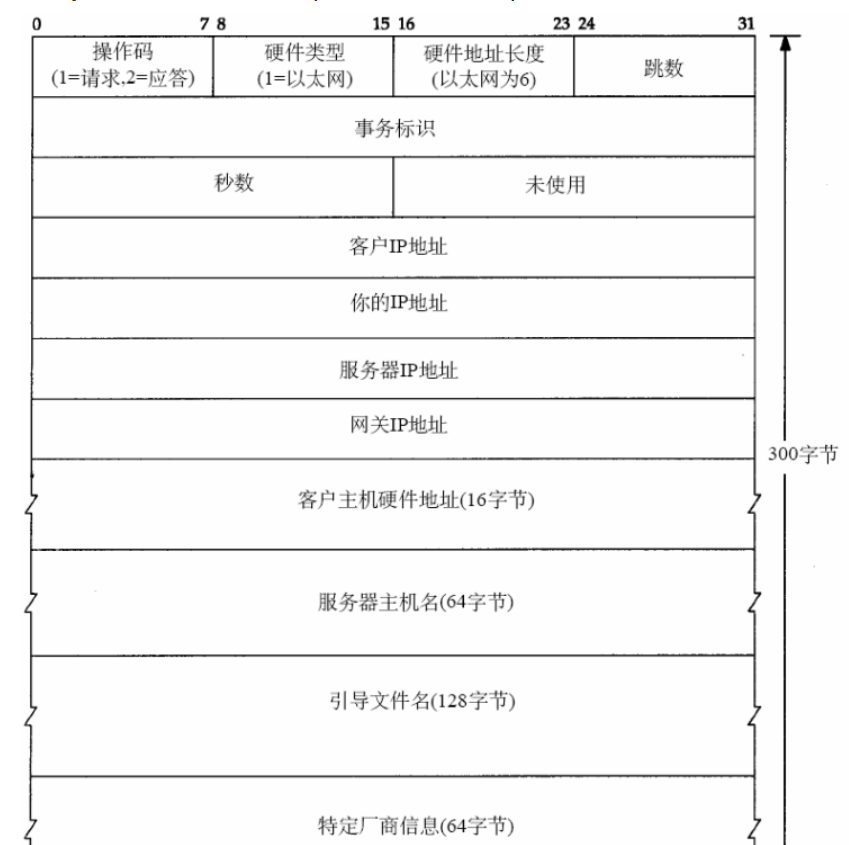 0 7 8 15 16 23 24 31
操作码
(1=请求,2=应答)
硬件类型
(1=以太网)
硬件地址长度
(以太网为6)
跳数
事务标识
秒数
未使用
客户IP地址
你的IP地址
服务器IP地址
网关IP地址
300字节
客户主机硬件地址(16字节)
服务器主机名(64字节)
引导文件名(128字节)
特定厂商信息(64字节)